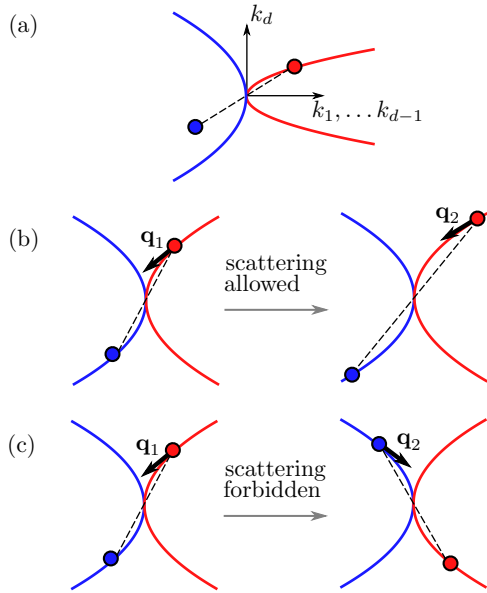 (a)
k_d
k_1, … k_{d−1}
(b)
q_1
scattering
allowed
q_2
(c)
q_1
scattering
forbidden
q_2